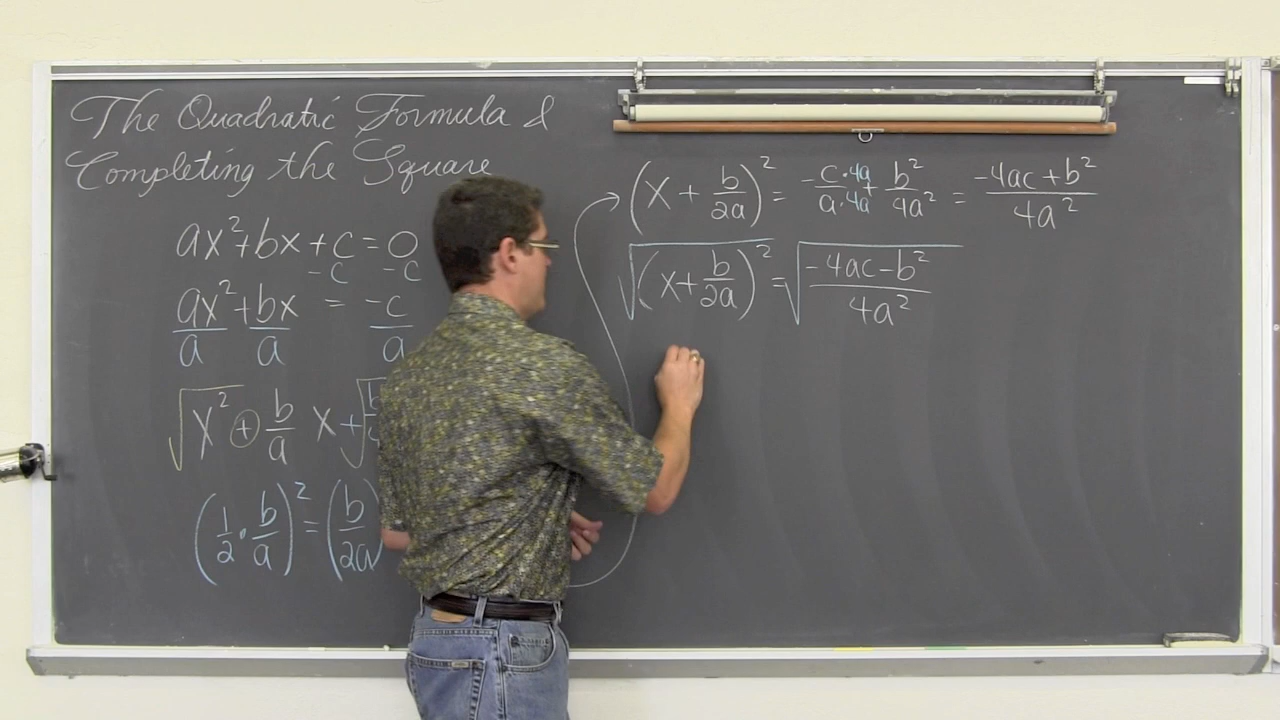 The Quadratic Formula &
Completing the Square
ax²+bx+c=0
-c -c
ax²/a + bx/a = -c/a
√x² ⊕ b/a x + √b
(1/2 · b/a)² = (b/2a)
(x + b/2a)² = -c·4a/a·4a + b²/4a² = -4ac+b²/4a²
√(x+b/2a)² = √-4ac-b²/4a²